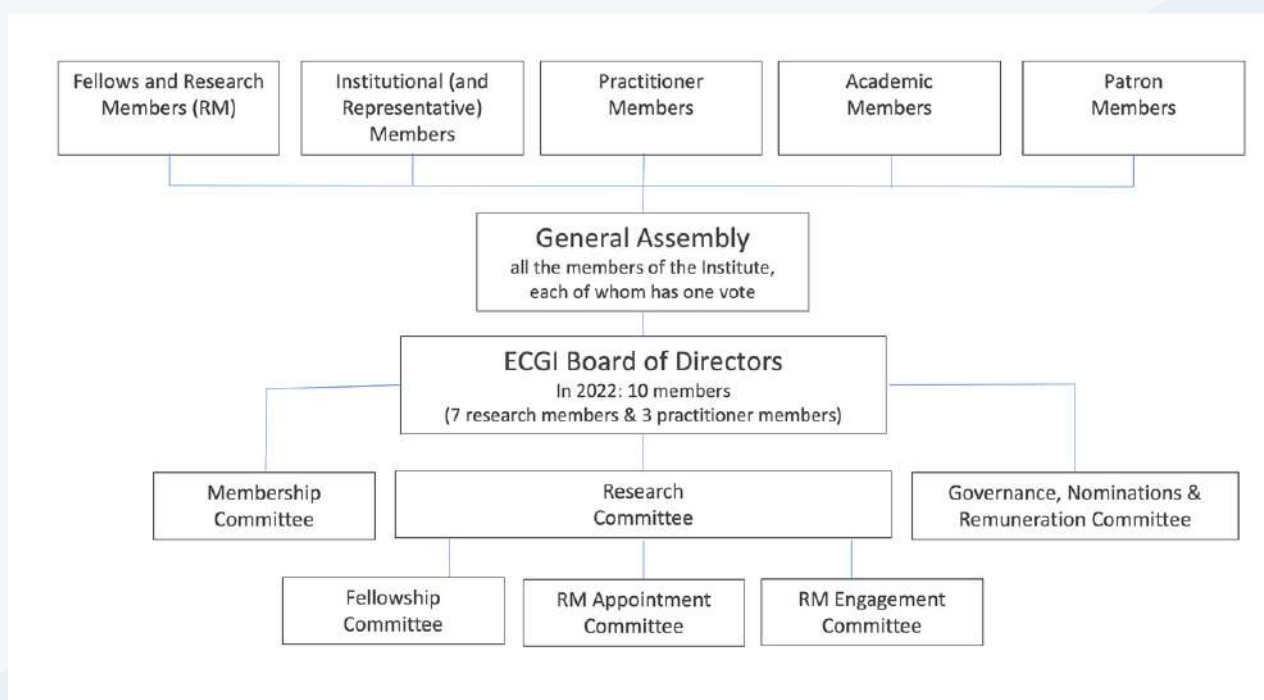 Fellows and Research
Members (RM)
Institutional (and
Representative)
Members
Practitioner
Members
Academic
Members
Patron
Members
General Assembly
all the members of the Institute,
each of whom has one vote
ECGI Board of Directors
In 2022: 10 members
(7 research members & 3 practitioner members)
Membership
Committee
Research
Committee
Governance, Nominations &
Remuneration Committee
Fellowship
Committee
RM Appointment
Committee
RM Engagement
Committee